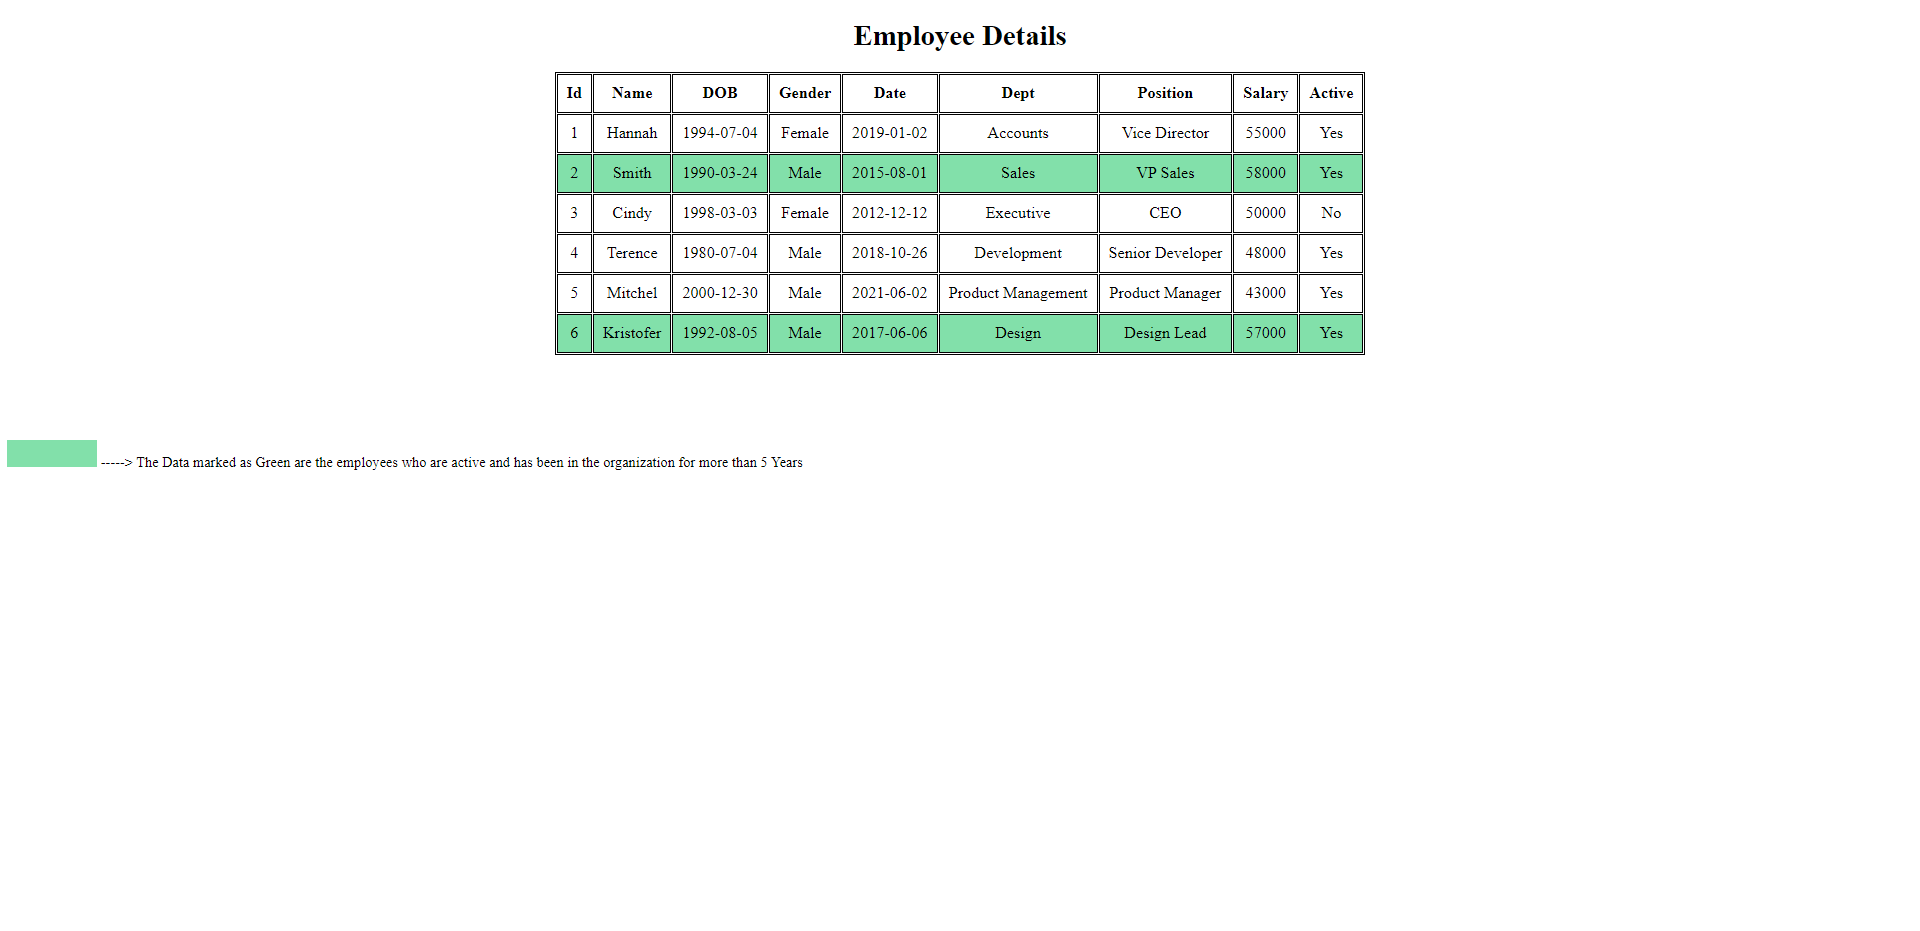 Employee Details
Id Name DOB Gender Date Dept Position Salary Active
1 Hannah 1994-07-04 Female 2019-01-02 Accounts Vice Director 55000 Yes
2 Smith 1990-03-24 Male 2015-08-01 Sales VP Sales 58000 Yes
3 Cindy 1998-03-03 Female 2012-12-12 Executive CEO 50000 No
4 Terence 1980-07-04 Male 2018-10-26 Development Senior Developer 48000 Yes
5 Mitchel 2000-12-30 Male 2021-06-02 Product Management Product Manager 43000 Yes
6 Kristofer 1992-08-05 Male 2017-06-06 Design Design Lead 57000 Yes
-----> The Data marked as Green are the employees who are active and has been in the organization for more than 5 Years